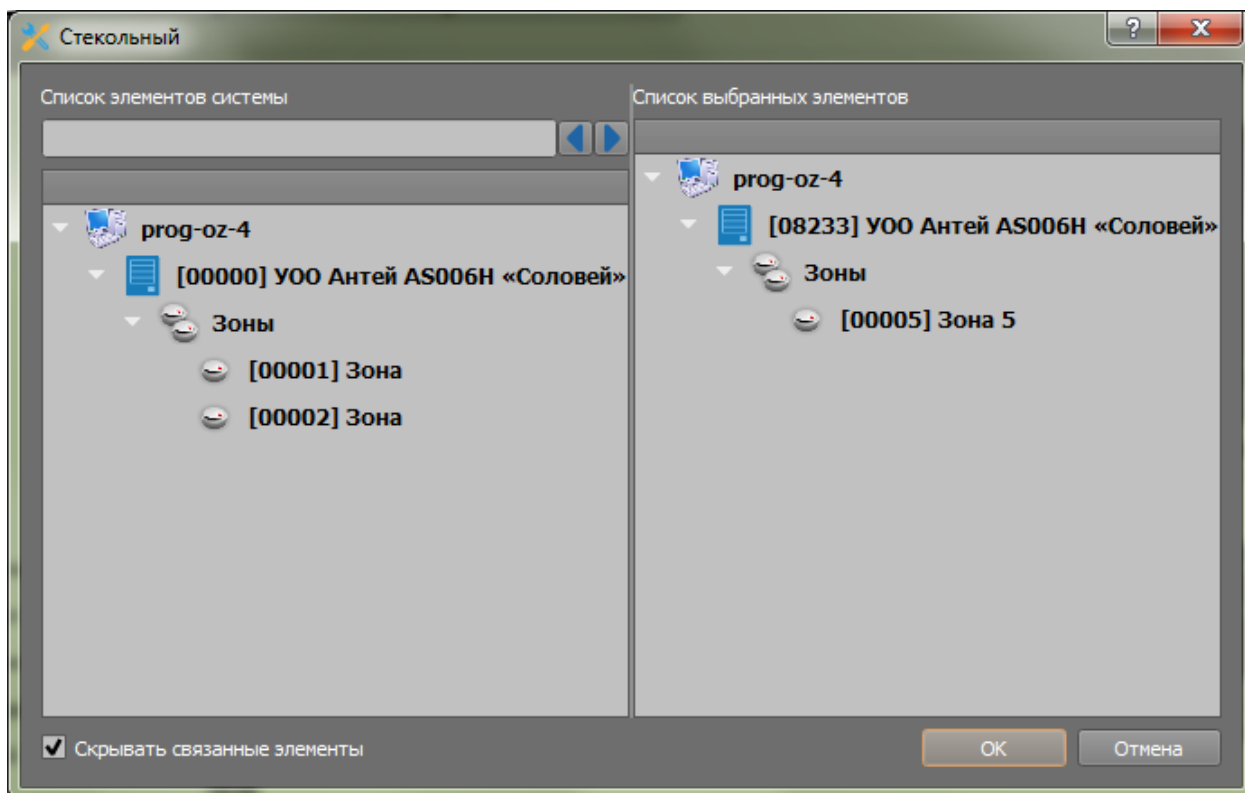 Стекольный
Список элементов системы
prog-oz-4
[00000] УОО Антей AS006H «Соловей»
Зоны
[00001] Зона
[00002] Зона
Список выбранных элементов
prog-oz-4
[08233] УОО Антей AS006H «Соловей»
Зоны
[00005] Зона 5
Скрывать связанные элементы
OK
Отмена